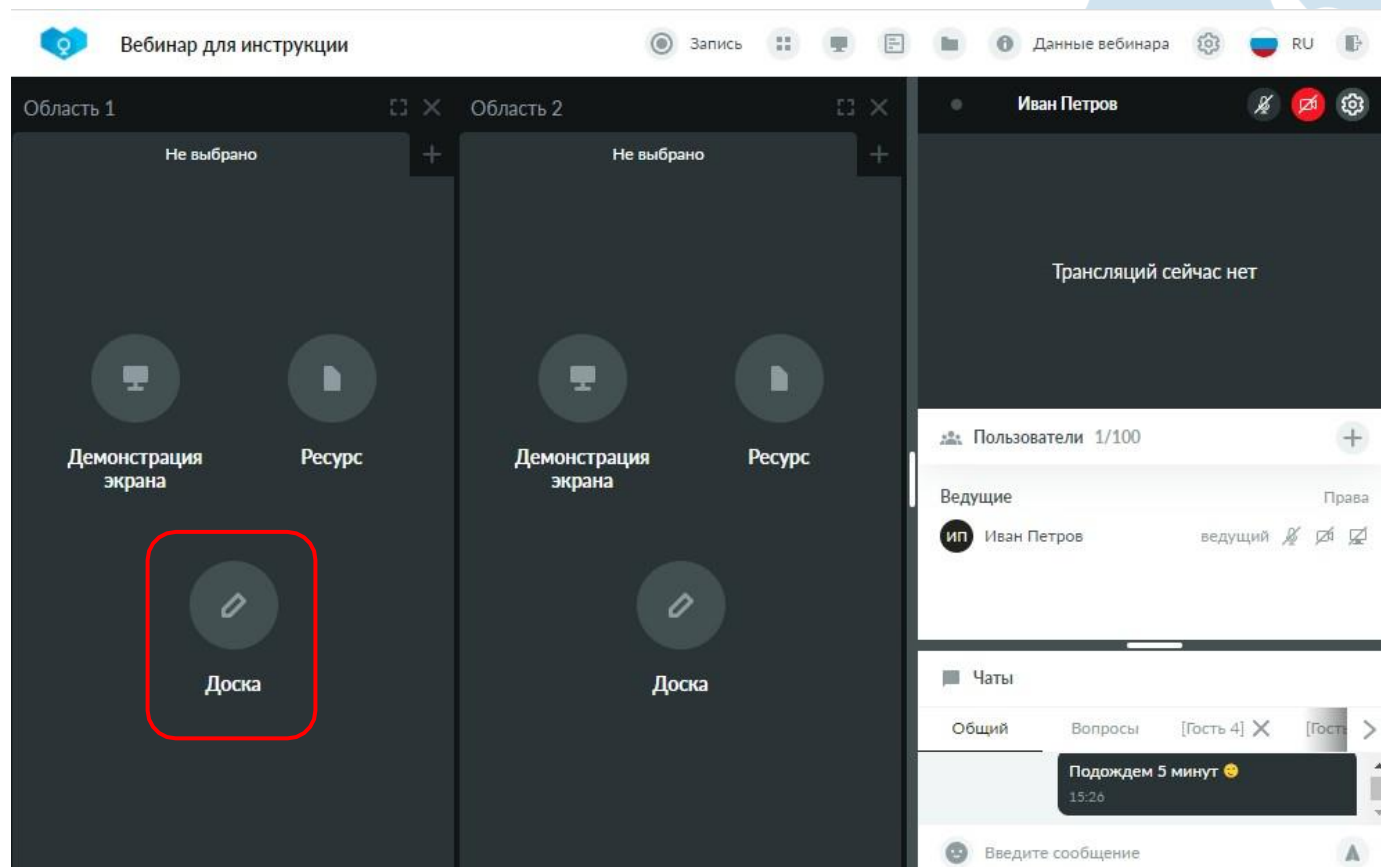 Вебинар для инструкции
Запись
Данные вебинара
RU
Область 1
Не выбрано
Демонстрация
экрана
Ресурс
Доска
Область 2
Не выбрано
Демонстрация
экрана
Ресурс
Доска
Иван Петров
Трансляций сейчас нет
Пользователи 1/100
Ведущие Права
ИП Иван Петров ведущий
Чаты
Общий Вопросы [Гость 4] [Гость
Подождем 5 минут 😊
15:26
Введите сообщение